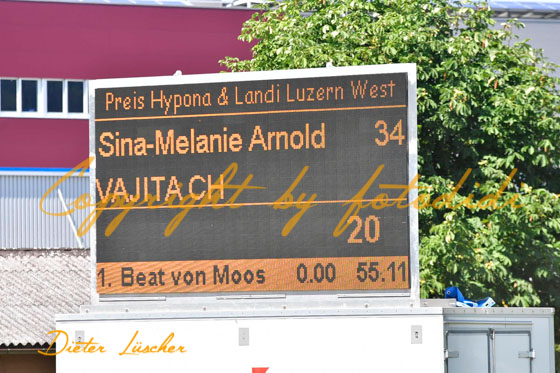 Preis Hypona & Landi Luzern West
Sina-Melanie Arnold 34
VAJITA CH
Copyright by fotodidi
20
1. Beat von Moos 0.00 55.11
Dieter Lüscher